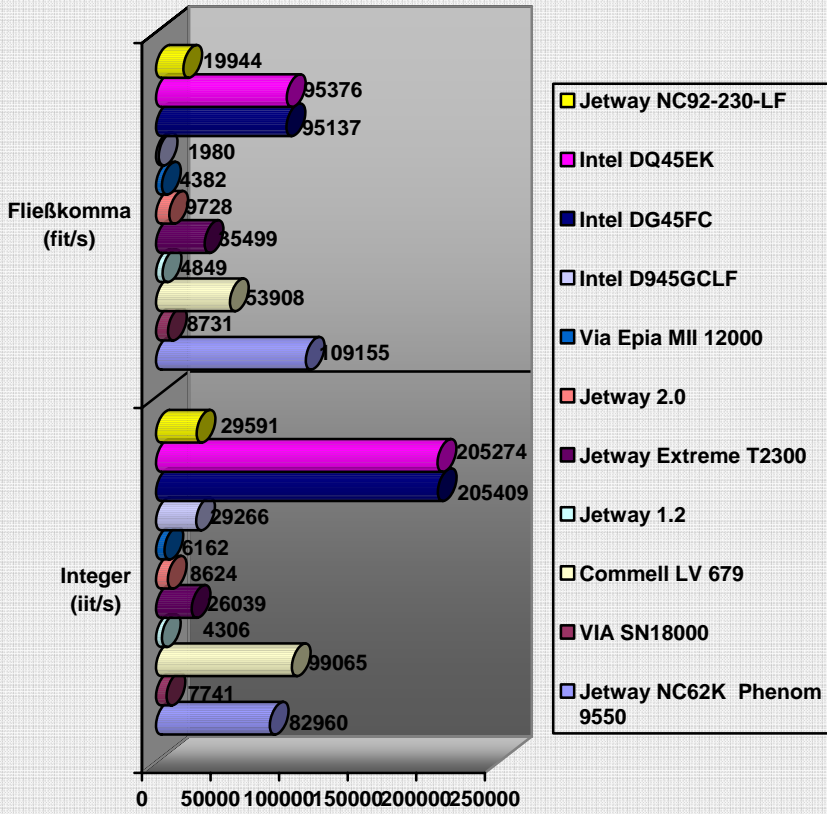 Fließkomma
(fit/s)
19944
95376
95137
1980
4382
9728
35499
4849
53908
8731
109155
Integer
(iit/s)
29591
205274
205409
29266
6162
8624
26039
4306
99065
7741
82960
0 50000 100000 150000 200000 250000
Jetway NC92-230-LF
Intel DQ45EK
Intel DG45FC
Intel D945GCLF
Via Epia MII 12000
Jetway 2.0
Jetway Extreme T2300
Jetway 1.2
Commell LV 679
VIA SN18000
Jetway NC62K Phenom
9550